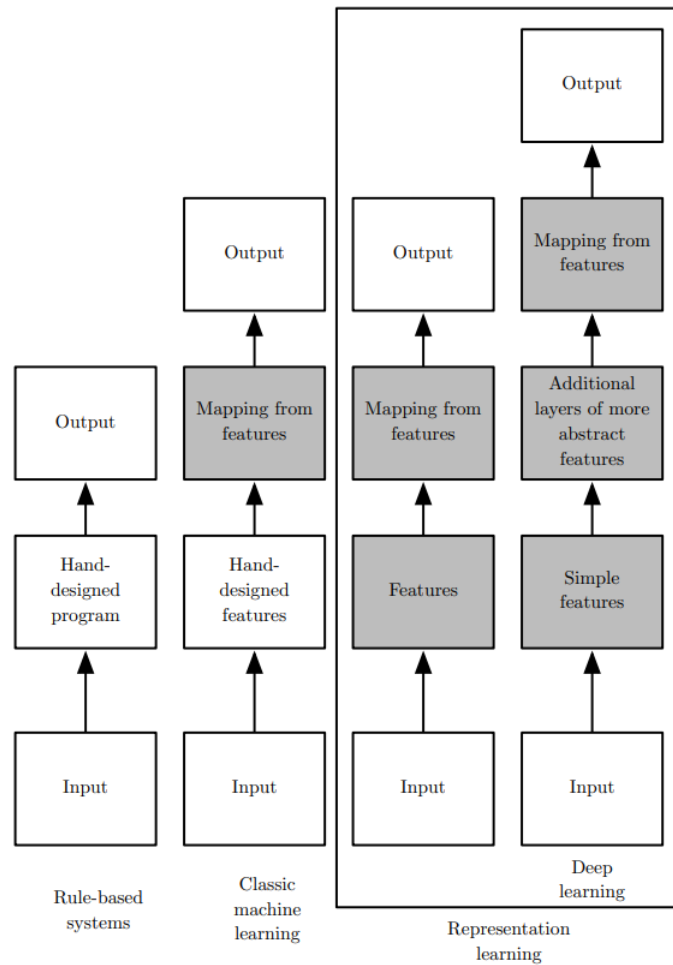 Output
Output
Output
Mapping from
features
Output
Mapping from
features
Mapping from
features
Additional
layers of more
abstract
features
Hand-
designed
program
Hand-
designed
features
Features
Simple
features
Input
Input
Input
Input
Rule-based
systems
Classic
machine
learning
Representation
learning
Deep
learning